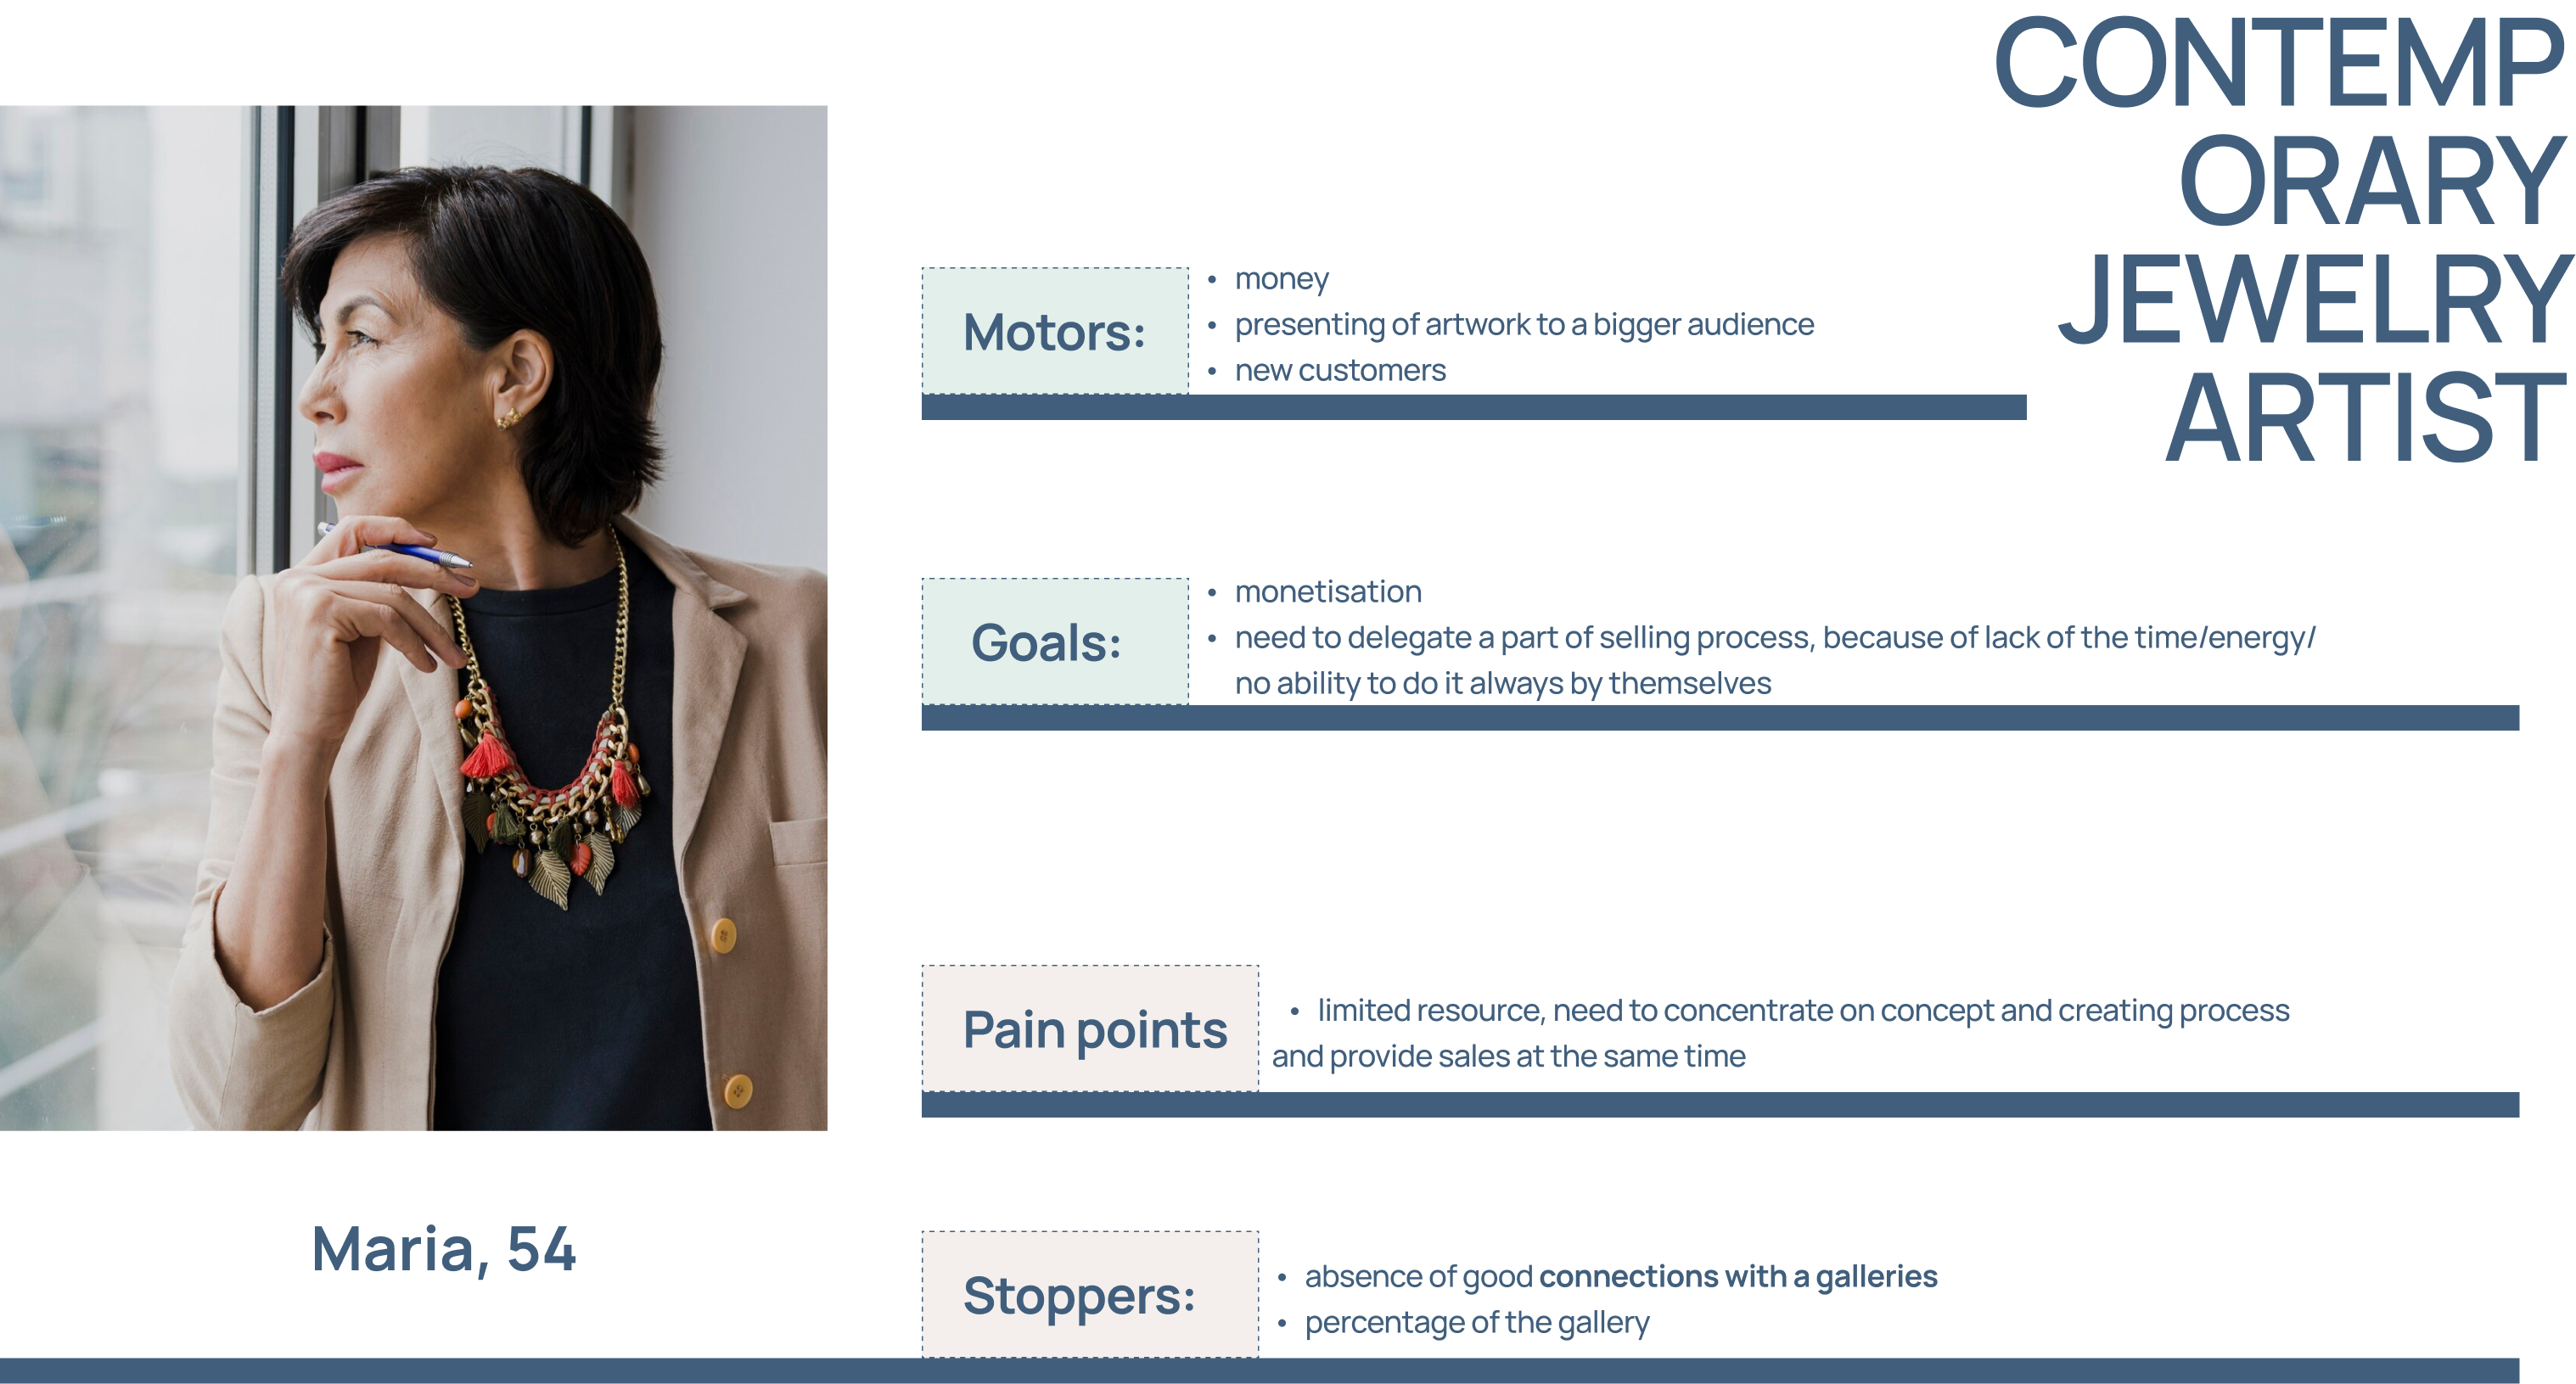 CONTEMP
ORARY
JEWELRY
ARTIST
Motors:
• money
• presenting of artwork to a bigger audience
• new customers
Goals:
• monetisation
• need to delegate a part of selling process, because of lack of the time/energy/
no ability to do it always by themselves
Pain points
• limited resource, need to concentrate on concept and creating process
and provide sales at the same time
Maria, 54
Stoppers:
• absence of good connections with a galleries
• percentage of the gallery